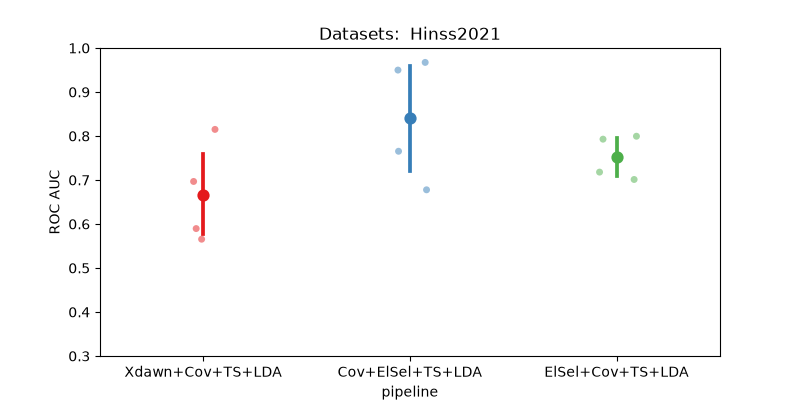 Datasets:  Hinss2021
1.0
0.9
0.8
0.7
0.6
0.5
0.4
0.3
ROC AUC
Xdawn+Cov+TS+LDA
Cov+ElSel+TS+LDA
ElSel+Cov+TS+LDA
pipeline